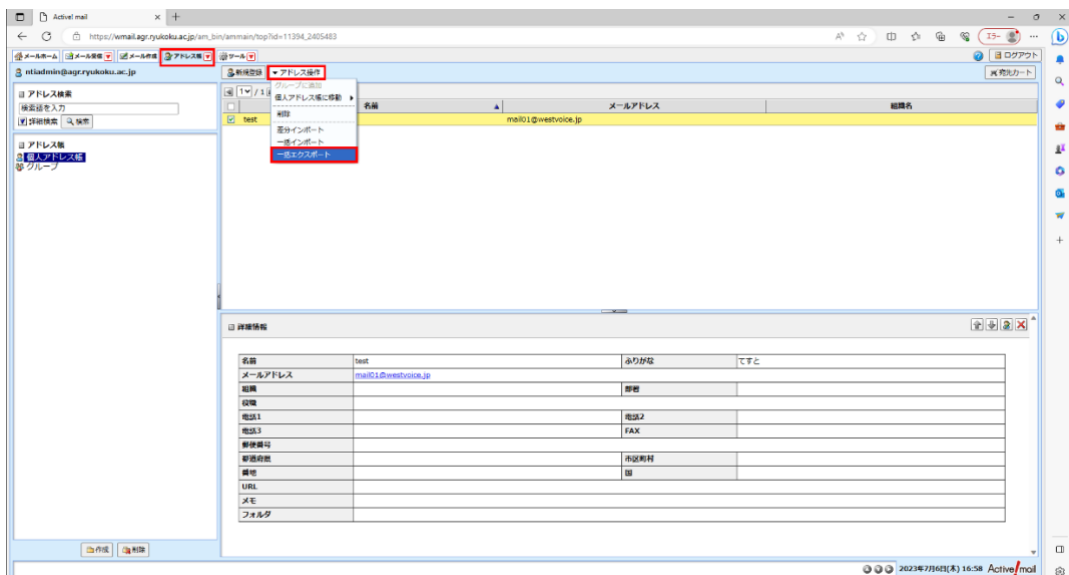 Active! mail
https://wmail.agr.ryukoku.ac.jp/am_bin/ammain/top?id=11394_2405483
メールホーム メール受信 メール作成 アドレス帳 ツール ログアウト
ntiadmin@agr.ryukoku.ac.jp
新規登録 ▼アドレス操作 宛先カート
アドレス検索
検索語を入力
詳細検索 検索
アドレス帳
個人アドレス帳
グループ
1 / 1
グループに追加
個人アドレス帳に移動
削除
差分インポート
一括インポート
一括エクスポート
名前 メールアドレス 組織名
test mail01@westvoice.jp
詳細情報
名前 test ふりがな てすと
メールアドレス mail01@westvoice.jp
組織 部署
役職
電話1 電話2
電話3 FAX
郵便番号
都道府県 市区町村
番地 国
URL
メモ
フォルダ
作成 削除
2023年7月6日(木) 16:58 Active! mail